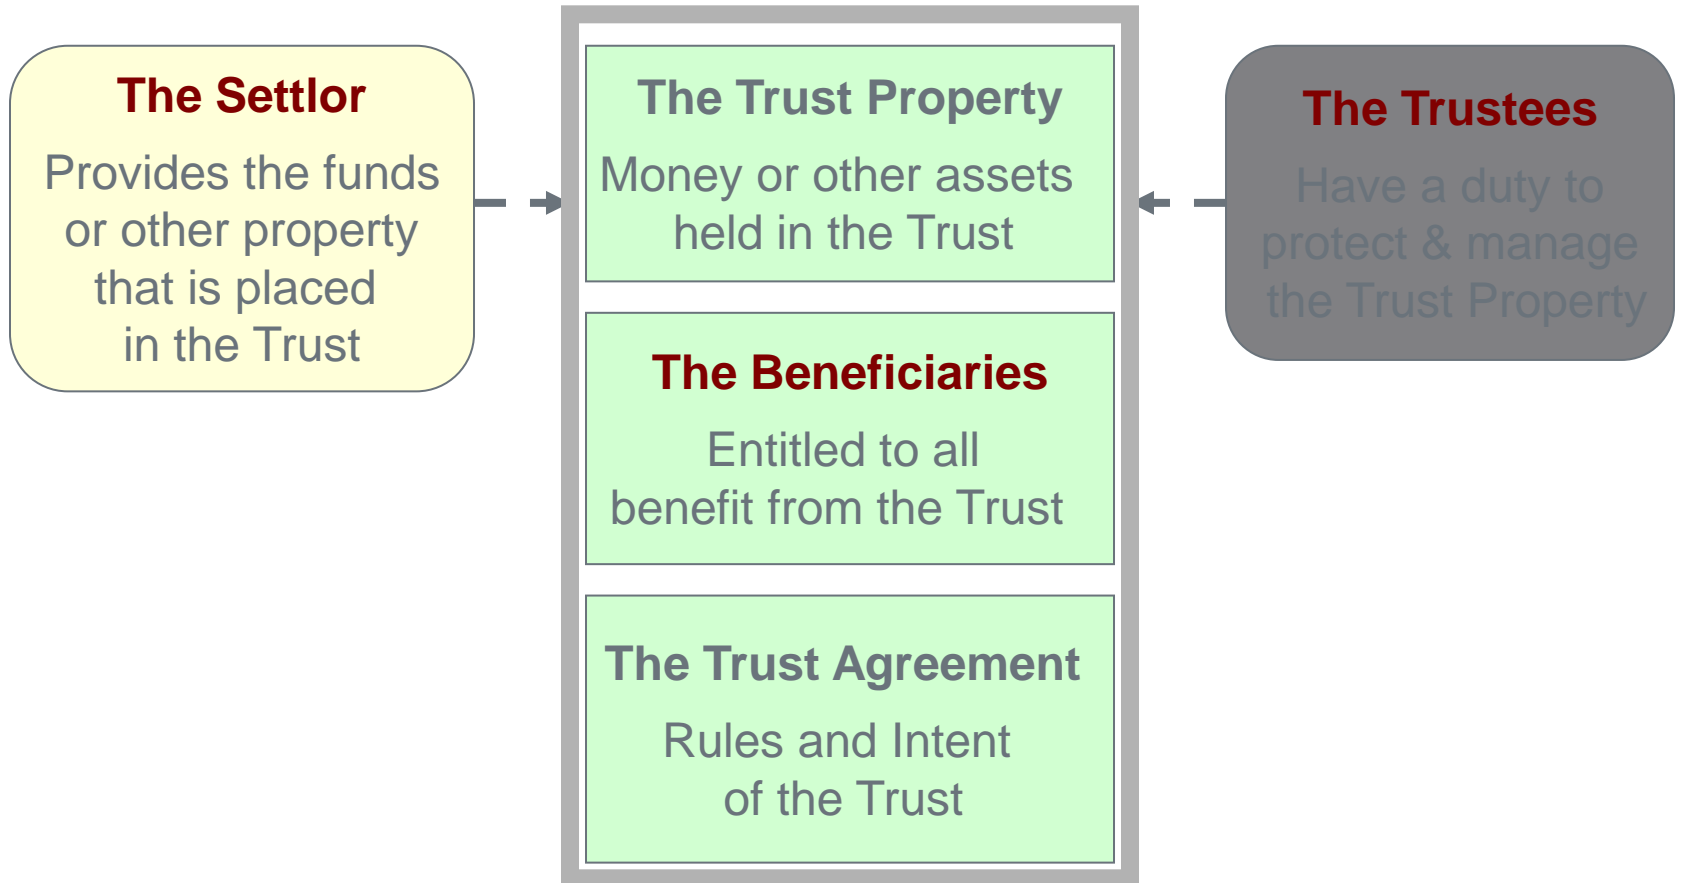 The Settlor
Provides the funds
or other property
that is placed
in the Trust
The Trust Property
Money or other assets
held in the Trust
The Beneficiaries
Entitled to all
benefit from the Trust
The Trust Agreement
Rules and Intent
of the Trust
The Trustees
Have a duty to
protect & manage
the Trust Property